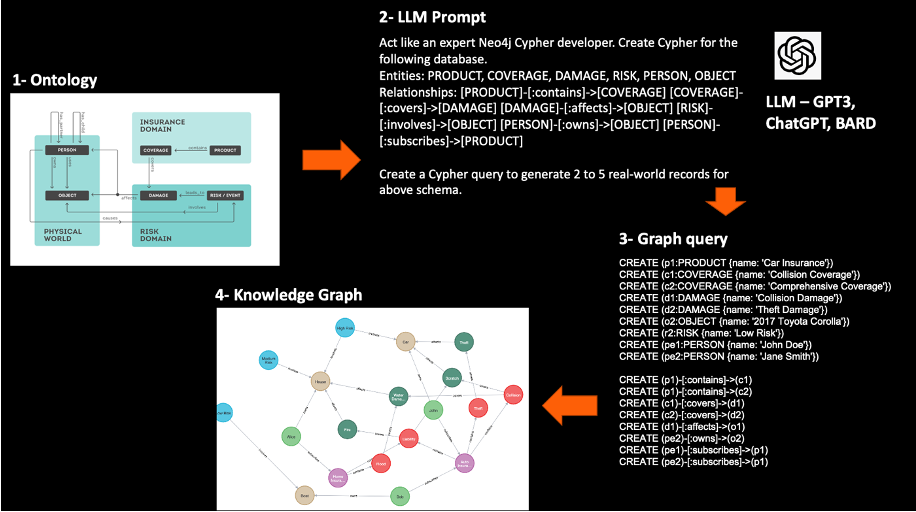 1- Ontology
INSURANCE
DOMAIN
COVERAGE
contains
PRODUCT
PERSON
OBJECT
DAMAGE
RISK / EVENT
affects
leads_to
involves
causes
PHYSICAL
WORLD
RISK
DOMAIN
2- LLM Prompt
Act like an expert Neo4j Cypher developer. Create Cypher for the
following database.
Entities: PRODUCT, COVERAGE, DAMAGE, RISK, PERSON, OBJECT
Relationships: [PRODUCT]-[:contains]->[COVERAGE] [COVERAGE]-
[:covers]->[DAMAGE] [DAMAGE]-[:affects]->[OBJECT] [RISK]-
[:involves]->[OBJECT] [PERSON]-[:owns]->[OBJECT] [PERSON]-
[:subscribes]->[PRODUCT]
Create a Cypher query to generate 2 to 5 real-world records for
above schema.
LLM – GPT3,
ChatGPT, BARD
3- Graph query
CREATE (p1:PRODUCT {name: 'Car Insurance'})
CREATE (c1:COVERAGE {name: 'Collision Coverage'})
CREATE (c2:COVERAGE {name: 'Comprehensive Coverage'})
CREATE (d1:DAMAGE {name: 'Collision Damage'})
CREATE (d2:DAMAGE {name: 'Theft Damage'})
CREATE (o2:OBJECT {name: '2017 Toyota Corolla'})
CREATE (r2:RISK {name: 'Low Risk'})
CREATE (pe1:PERSON {name: 'John Doe'})
CREATE (pe2:PERSON {name: 'Jane Smith'})
CREATE (p1)-[:contains]->(c1)
CREATE (p1)-[:contains]->(c2)
CREATE (c1)-[:covers]->(d1)
CREATE (c2)-[:covers]->(d2)
CREATE (d1)-[:affects]->(o1)
CREATE (pe2)-[:owns]->(o2)
CREATE (pe1)-[:subscribes]->(p1)
CREATE (pe2)-[:subscribes]->(p1)
4- Knowledge Graph
High Risk
Car
Theft
House
Scratch
Water
Dama...
Collision
John
Theft
Alice
Fire
Liability
Flood
Home
Insura...
Auto
Insura...
Boat
Bob